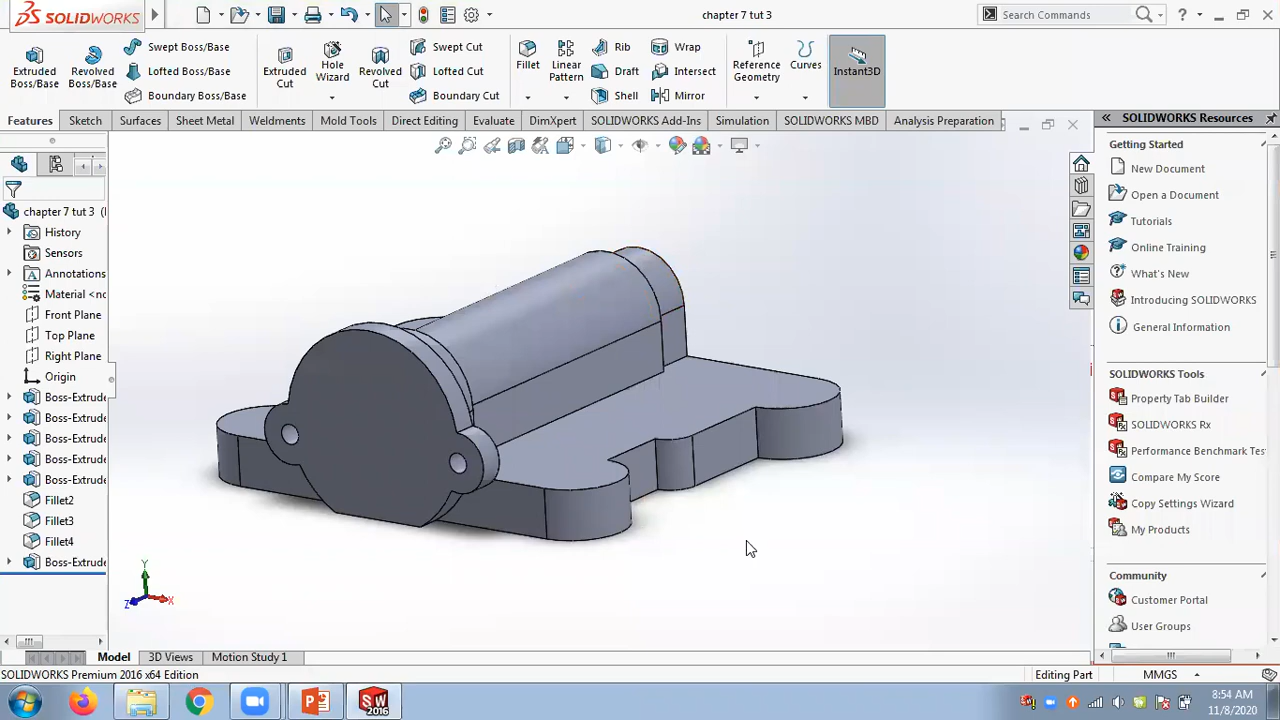 SOLIDWORKS
chapter 7 tut 3
Search Commands
?
Extruded Boss/Base
Revolved Boss/Base
Swept Boss/Base
Lofted Boss/Base
Boundary Boss/Base
Extruded Cut
Hole Wizard
Revolved Cut
Swept Cut
Lofted Cut
Boundary Cut
Fillet
Linear Pattern
Rib
Draft
Shell
Wrap
Intersect
Mirror
Reference Geometry
Curves
Instant3D
Features
Sketch
Surfaces
Sheet Metal
Weldments
Mold Tools
Direct Editing
Evaluate
DimXpert
SOLIDWORKS Add-Ins
Simulation
SOLIDWORKS MBD
Analysis Preparation
chapter 7 tut 3 (
History
Sensors
Annotations
Material <no
Front Plane
Top Plane
Right Plane
Origin
Boss-Extrude
Boss-Extrude
Boss-Extrude
Boss-Extrude
Boss-Extrude
Fillet2
Fillet3
Fillet4
Boss-Extrude
Y
Z
X
SOLIDWORKS Resources
Getting Started
New Document
Open a Document
Tutorials
Online Training
What's New
Introducing SOLIDWORKS
General Information
SOLIDWORKS Tools
Property Tab Builder
SOLIDWORKS Rx
Performance Benchmark Tes
Compare My Score
Copy Settings Wizard
My Products
Community
Customer Portal
User Groups
Model
3D Views
Motion Study 1
SOLIDWORKS Premium 2016 x64 Edition
Editing Part
MMGS
SW
2016
8:54 AM
11/8/2020